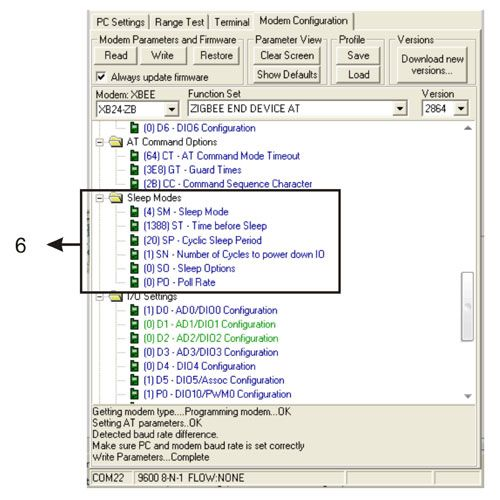 PC Settings Range Test Terminal Modem Configuration
Modem Parameters and Firmware Parameter View Profile Versions
Read Write Restore Clear Screen Save Download new versions...
Always update firmware Show Defaults Load
Modem: XBEE Function Set Version
XB24-ZB ZIGBEE END DEVICE AT 2864
(0) D6 - DIO6 Configuration
AT Command Options
(64) CT - AT Command Mode Timeout
(3E8) GT - Guard Times
(2B) CC - Command Sequence Character
Sleep Modes
(4) SM - Sleep Mode
(1388) ST - Time before Sleep
(20) SP - Cyclic Sleep Period
(1) SN - Number of Cycles to power down IO
(0) SO - Sleep Options
(0) PO - Poll Rate
6
I/O Settings
(1) D0 - AD0/DIO0 Configuration
(0) D1 - AD1/DIO1 Configuration
(0) D2 - AD2/DIO2 Configuration
(0) D3 - AD3/DIO3 Configuration
(0) D4 - DIO4 Configuration
(1) D5 - DIO5/Assoc Configuration
(1) P0 - DIO10/PWM0 Configuration
Getting modem type....Programming modem...OK
Setting AT parameters..OK
Detected baud rate difference.
Make sure PC and modem baud rate is set correctly
Write Parameters...Complete
COM22 9600 8-N-1 FLOW:NONE